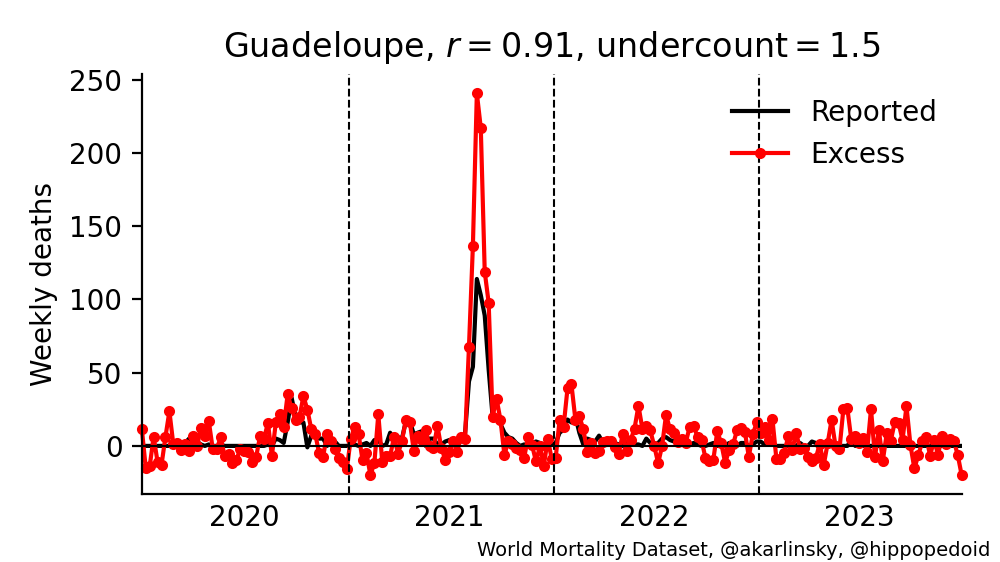 Guadeloupe, r = 0.91, undercount = 1.5
250
200
150
100
50
0
Weekly deaths
Reported
Excess
2020 2021 2022 2023
World Mortality Dataset, @akarlinsky, @hippopedoid